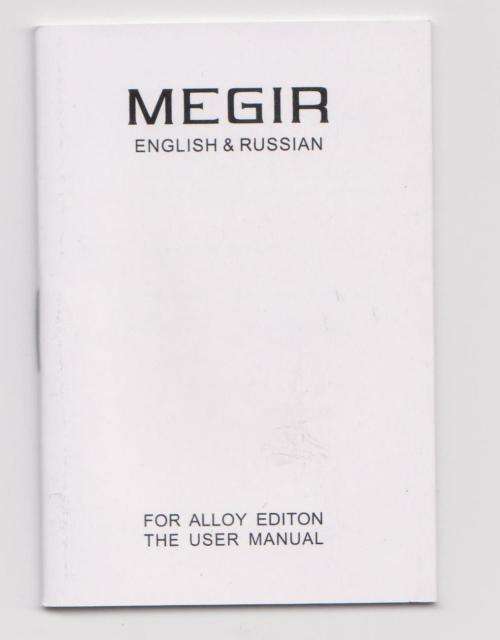 MEGIR
ENGLISH & RUSSIAN
FOR ALLOY EDITON
THE USER MANUAL